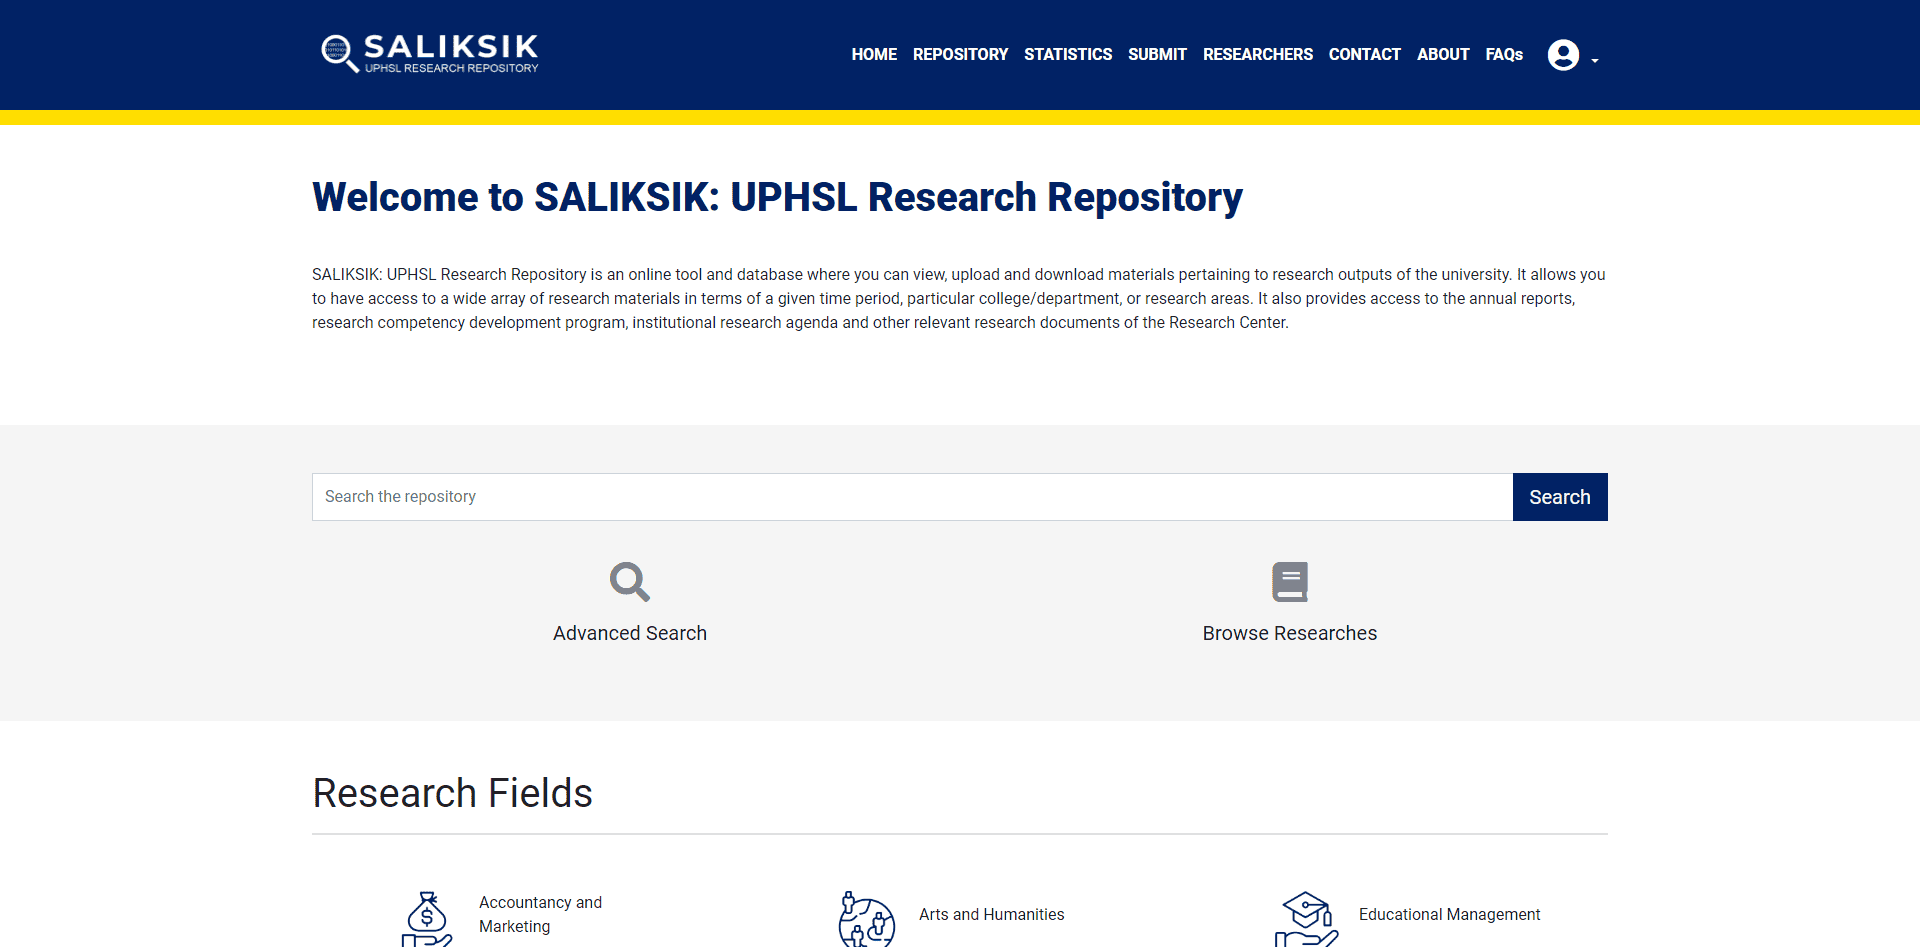 SALIKSIK
UPHSL RESEARCH REPOSITORY
HOME REPOSITORY STATISTICS SUBMIT RESEARCHERS CONTACT ABOUT FAQs
Welcome to SALIKSIK: UPHSL Research Repository
SALIKSIK: UPHSL Research Repository is an online tool and database where you can view, upload and download materials pertaining to research outputs of the university. It allows you
to have access to a wide array of research materials in terms of a given time period, particular college/department, or research areas. It also provides access to the annual reports,
research competency development program, institutional research agenda and other relevant research documents of the Research Center.
Search the repository
Search
Advanced Search
Browse Researches
Research Fields
Accountancy and
Marketing
Arts and Humanities
Educational Management